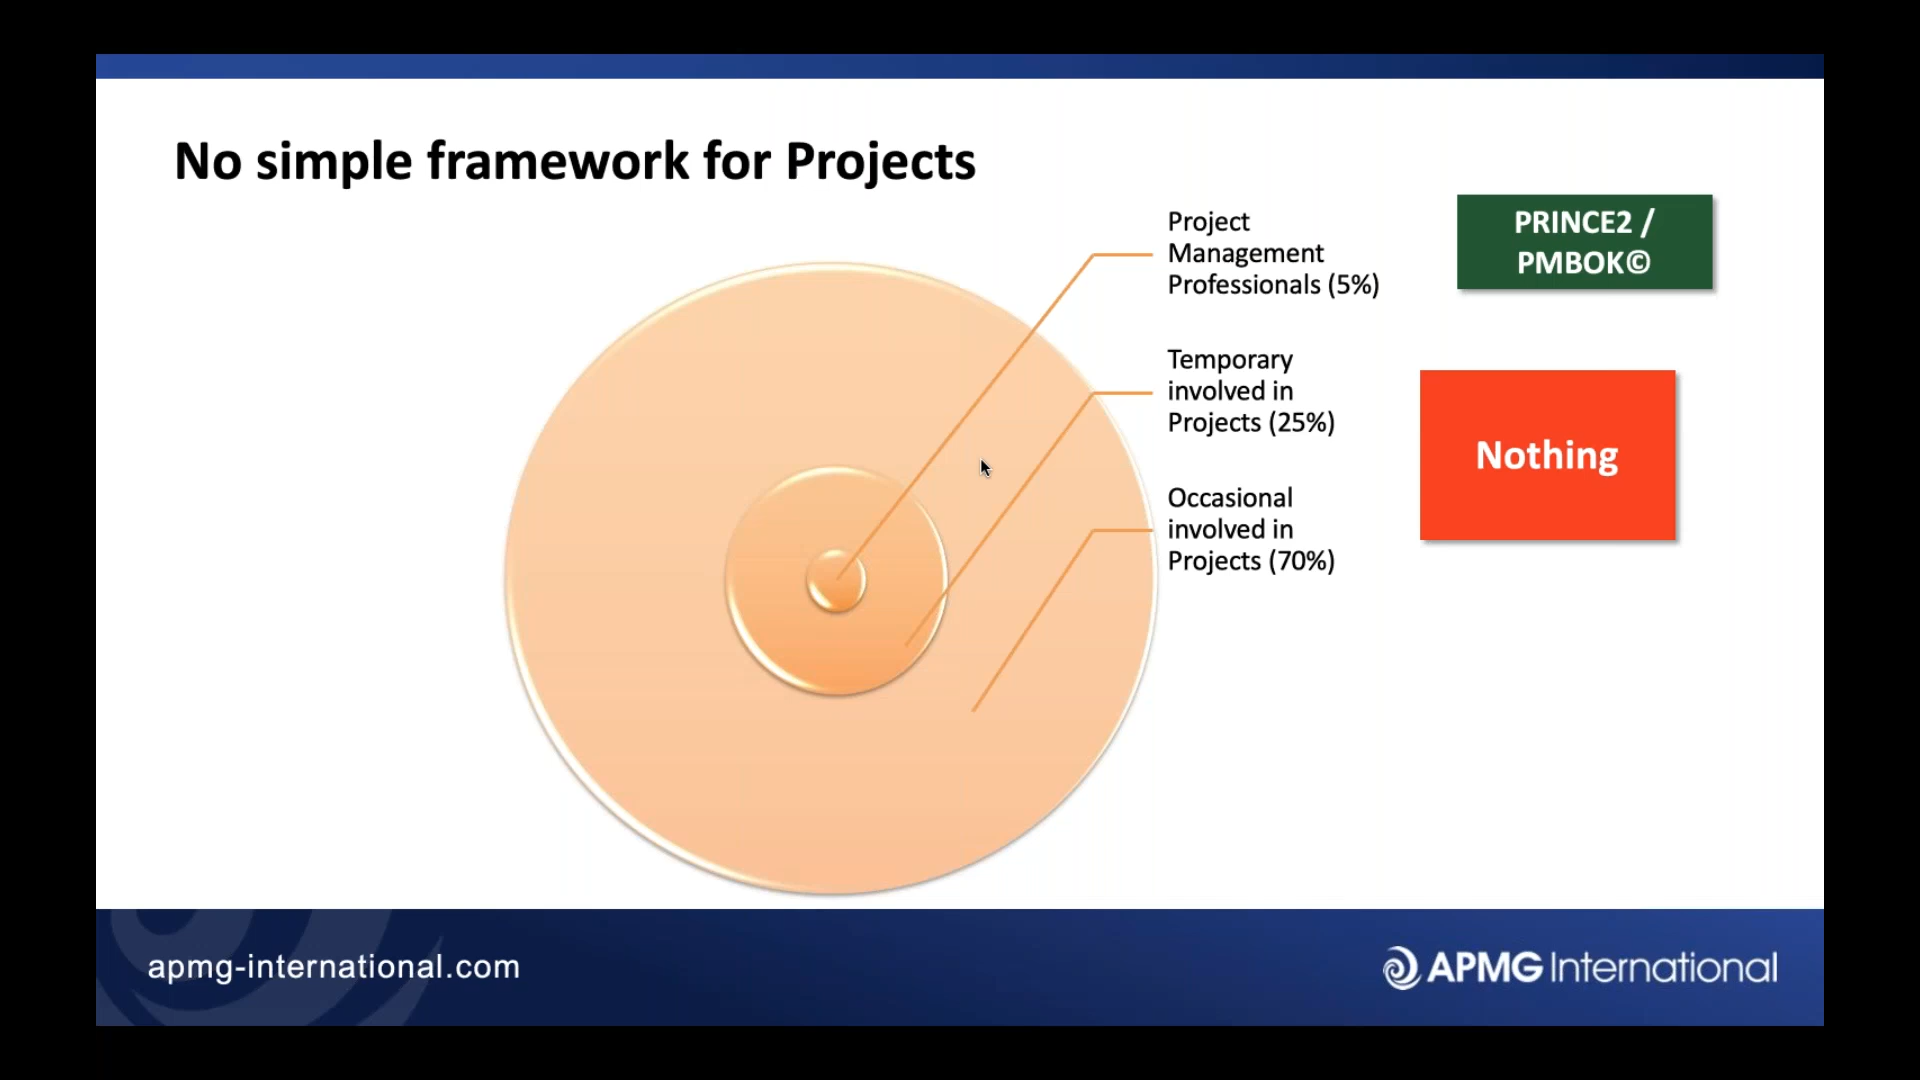 No simple framework for Projects
Project
Management
Professionals (5%)
PRINCE2 /
PMBOK©
Temporary
involved in
Projects (25%)
Nothing
Occasional
involved in
Projects (70%)
apmg-international.com
APMG International